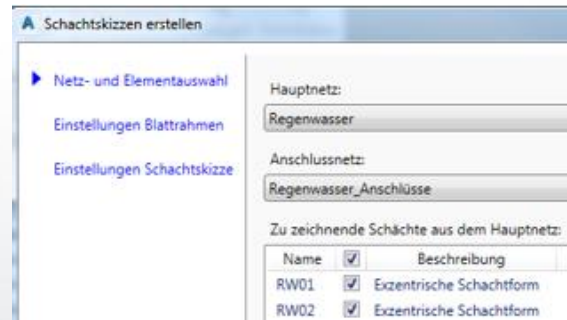 Schachtskizzen erstellen
Netz- und Elementauswahl
Einstellungen Blattrahmen
Einstellungen Schachtskizze
Hauptnetz:
Regenwasser
Anschlussnetz:
Regenwasser_Anschlüsse
Zu zeichnende Schächte aus dem Hauptnetz:
Name Beschreibung
RW01 Exzentrische Schachtform
RW02 Exzentrische Schachtform